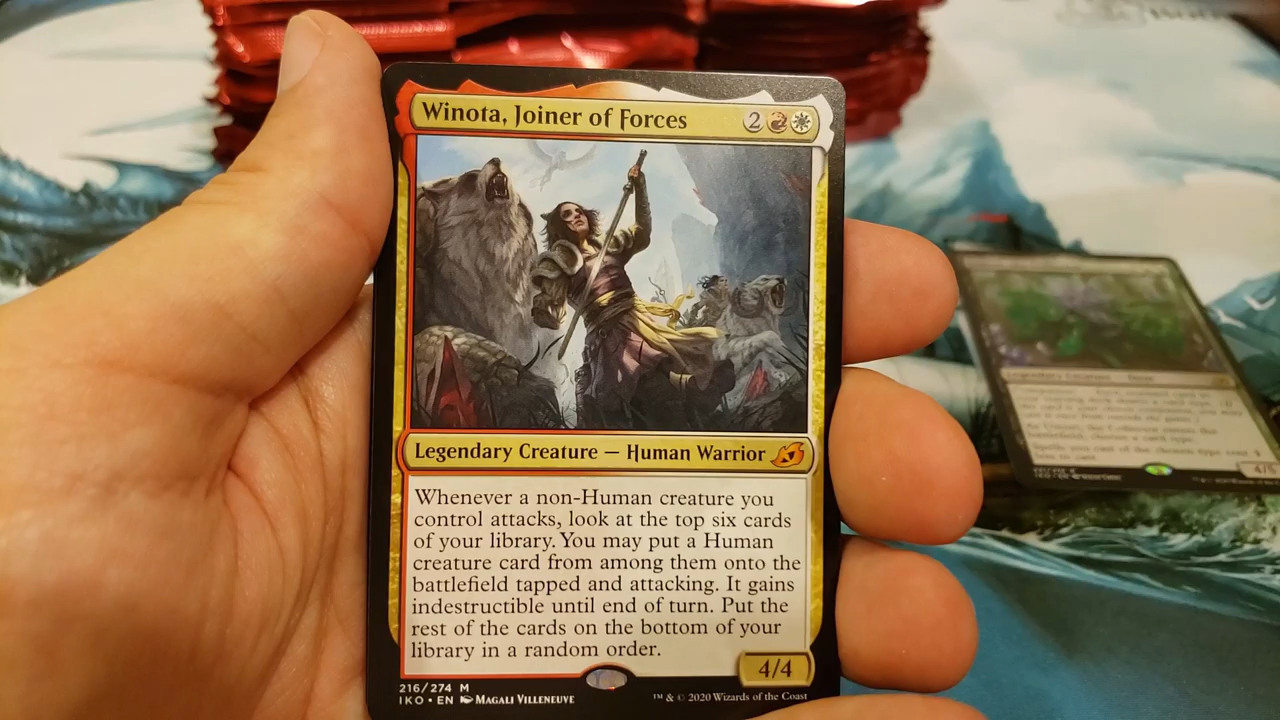 Winota, Joiner of Forces 2
Legendary Creature — Human Warrior
Whenever a non-Human creature you
control attacks, look at the top six cards
of your library. You may put a Human
creature card from among them onto the
battlefield tapped and attacking. It gains
indestructible until end of turn. Put the
rest of the cards on the bottom of your
library in a random order.
4/4
216/274 M
IKO • EN Magali Villeneuve
™ & © 2020 Wizards of the Coast
4/5